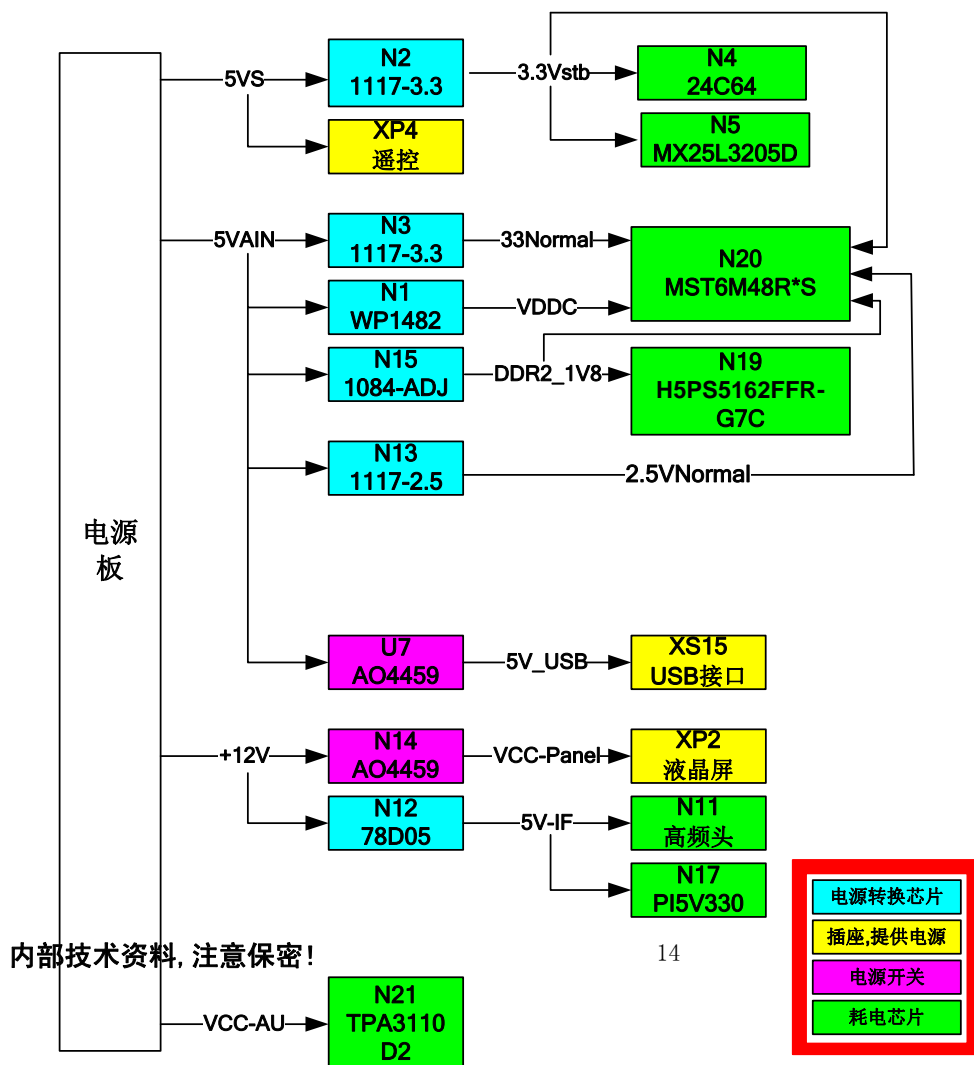 电源
板
5VS
N2
1117-3.3
3.3Vstb
N4
24C64
XP4
遥控
N5
MX25L3205D
5VAIN
N3
1117-3.3
33Normal
N20
MST6M48R*S
N1
WP1482
VDDC
N15
1084-ADJ
DDR2_1V8
N19
H5PS5162FFR-
G7C
N13
1117-2.5
2.5VNormal
U7
AO4459
5V_USB
XS15
USB接口
+12V
N14
AO4459
VCC-Panel
XP2
液晶屏
N12
78D05
5V-IF
N11
高频头
N17
PI5V330
电源转换芯片
插座,提供电源
电源开关
耗电芯片
内部技术资料, 注意保密!
14
VCC-AU
N21
TPA3110
D2